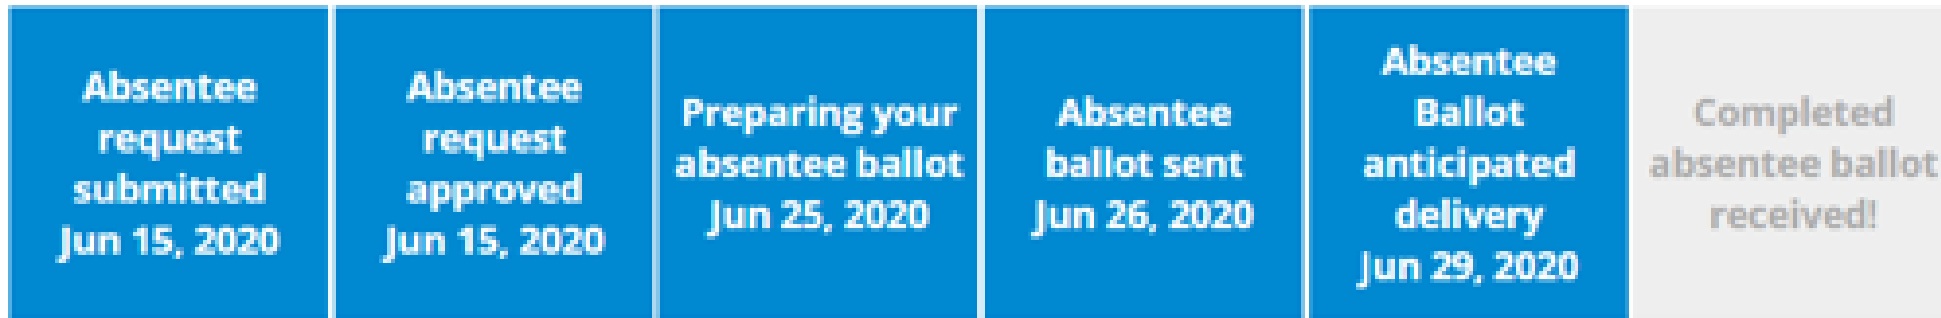 Absentee
request
submitted
Jun 15, 2020
Absentee
request
approved
Jun 15, 2020
Preparing your
absentee ballot
Jun 25, 2020
Absentee
ballot sent
Jun 26, 2020
Absentee
Ballot
anticipated
delivery
Jun 29, 2020
Completed
absentee ballot
received!